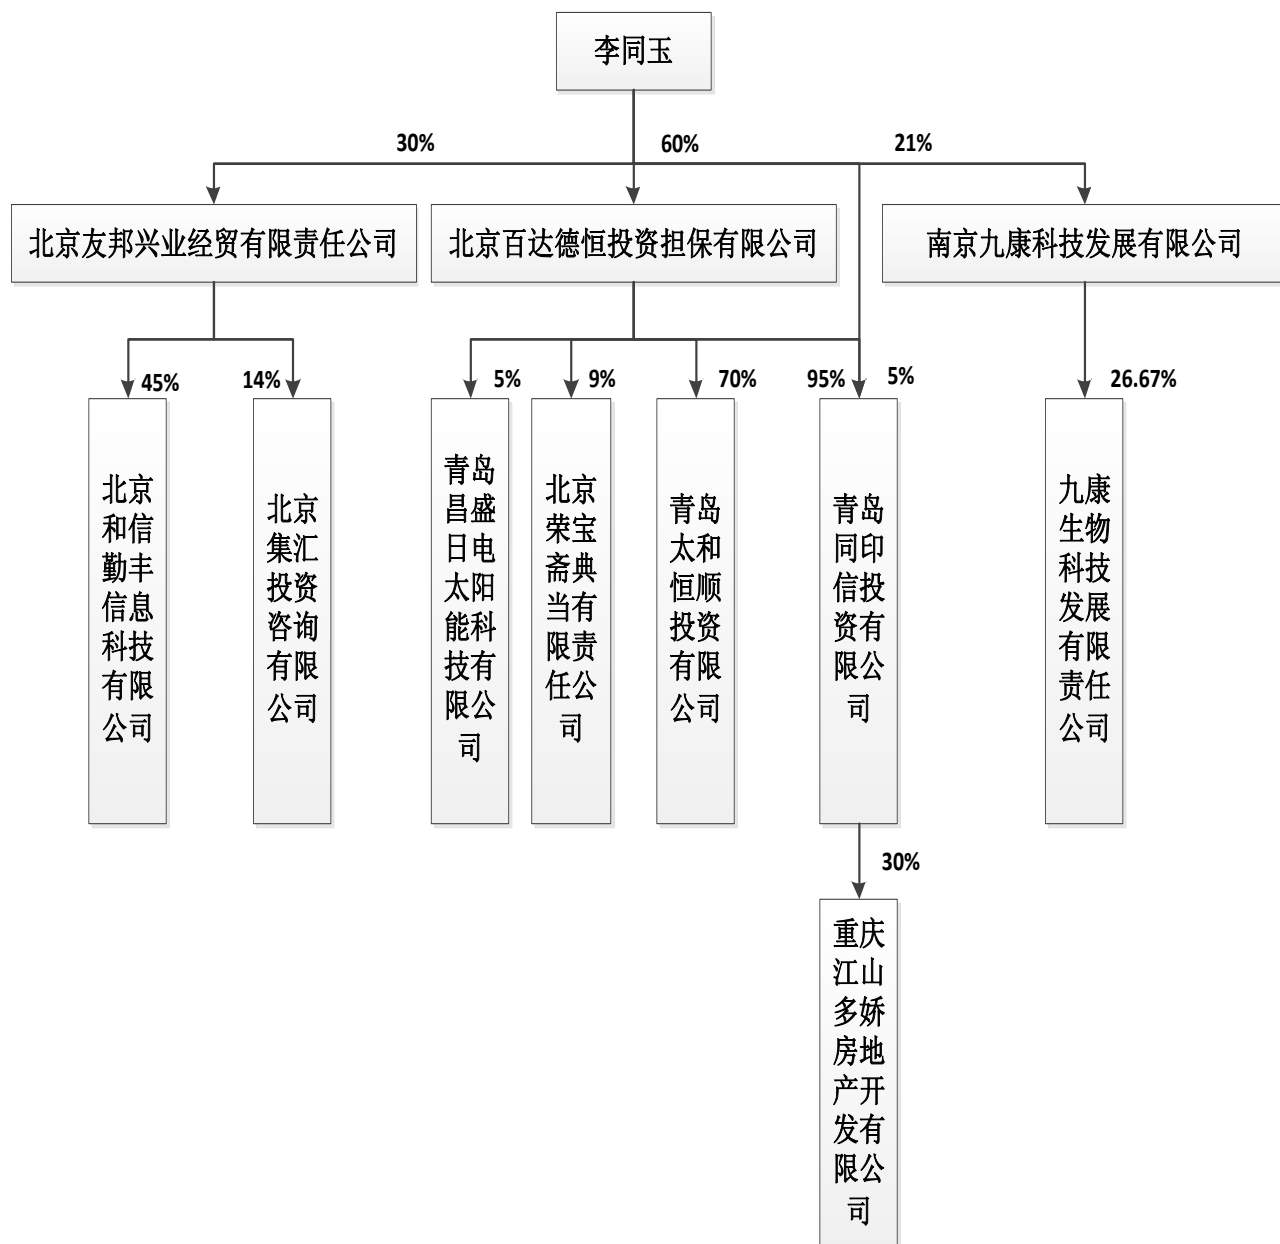 李同玉
30%
60%
21%
北京友邦兴业经贸有限责任公司
北京百达德恒投资担保有限公司
南京九康科技发展有限公司
45%
14%
5%
9%
70%
95%
5%
26.67%
北京
和信
勤丰
信息
科技
有限
公司
北京
集汇
投资
咨询
有限
公司
青岛
昌盛
日电
太阳
能科
技有
限公
司
北京
荣宝
斋典
当有
限责
任公
司
青岛
太和
恒顺
投资
有限
公司
青岛
同印
信投
资有
限公
司
九康
生物
科技
发展
有限
责任
公司
30%
重庆
江山
多娇
房地
产开
发有
限公
司